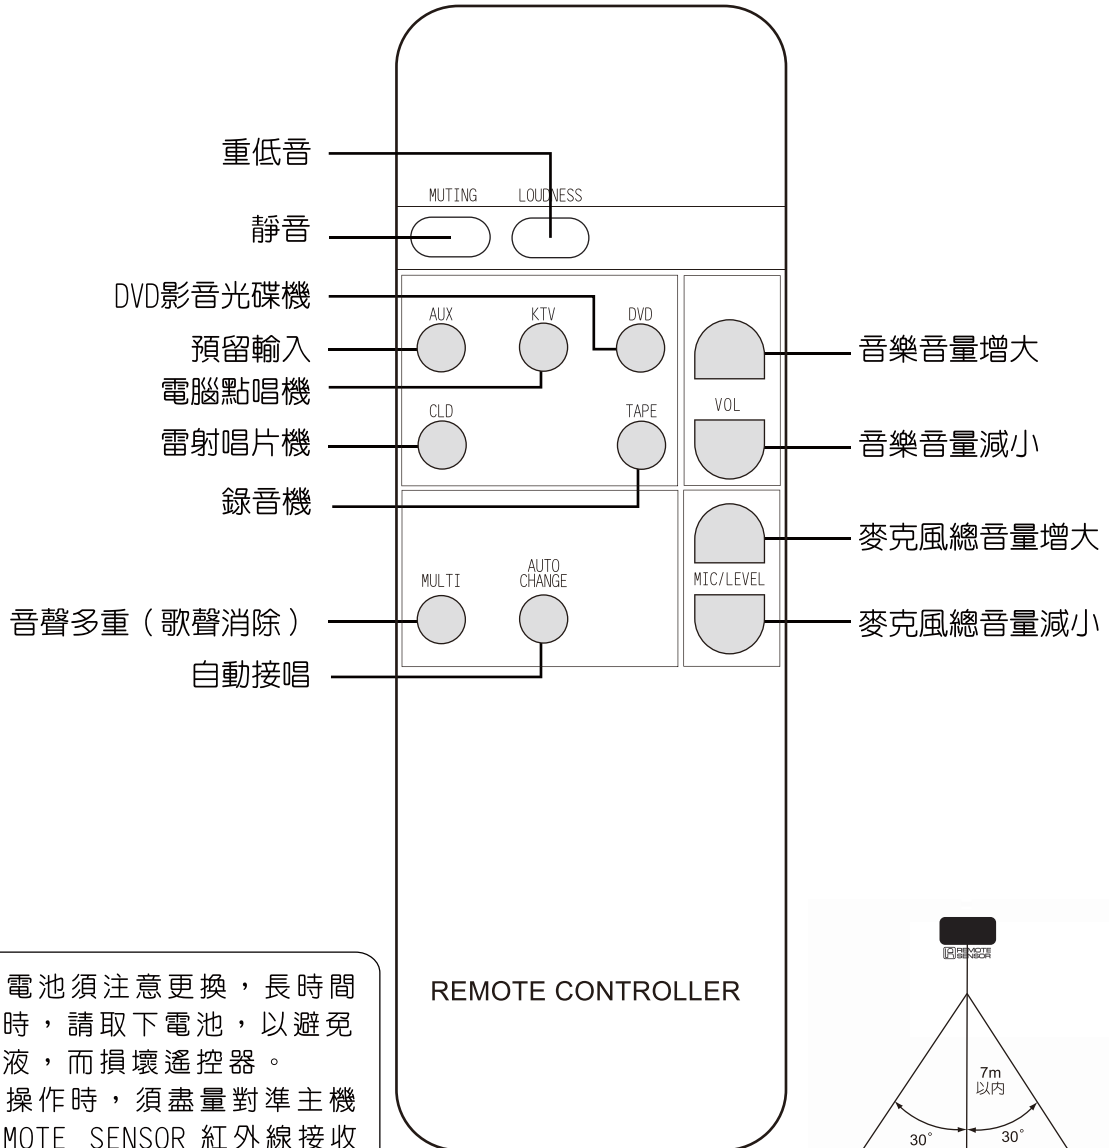 重低音
MUTING LOUDNESS
靜音
DVD影音光碟機
AUX KTV DVD
預留輸入
音樂音量增大
電腦點唱機
CLD TAPE VOL
雷射唱片機
音樂音量減小
錄音機
麥克風總音量增大
MULTI
AUTO
CHANGE
MIC/LEVEL
音聲多重(歌聲消除)
麥克風總音量減小
自動接唱
REMOTE CONTROLLER
電池須注意更換,長時間
時,請取下電池,以避免
液,而損壞遙控器。
操作時,須盡量對準主機
MOTE SENSOR 紅外線接收
REMOTE
SENSOR
7m
以內
30° 30°